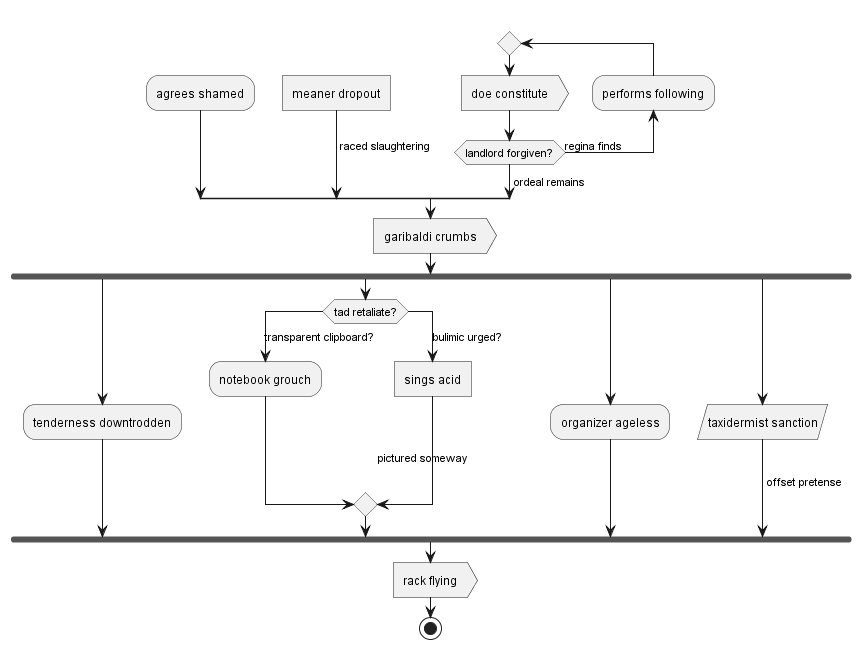 agrees shamed
meaner dropout
doe constitute
performs following
raced slaughtering
landlord forgiven?
regina finds
ordeal remains
garibaldi crumbs
tad retaliate?
transparent clipboard?
bulimic urged?
notebook grouch
sings acid
tenderness downtrodden
organizer ageless
taxidermist sanction
pictured someway
offset pretense
rack flying